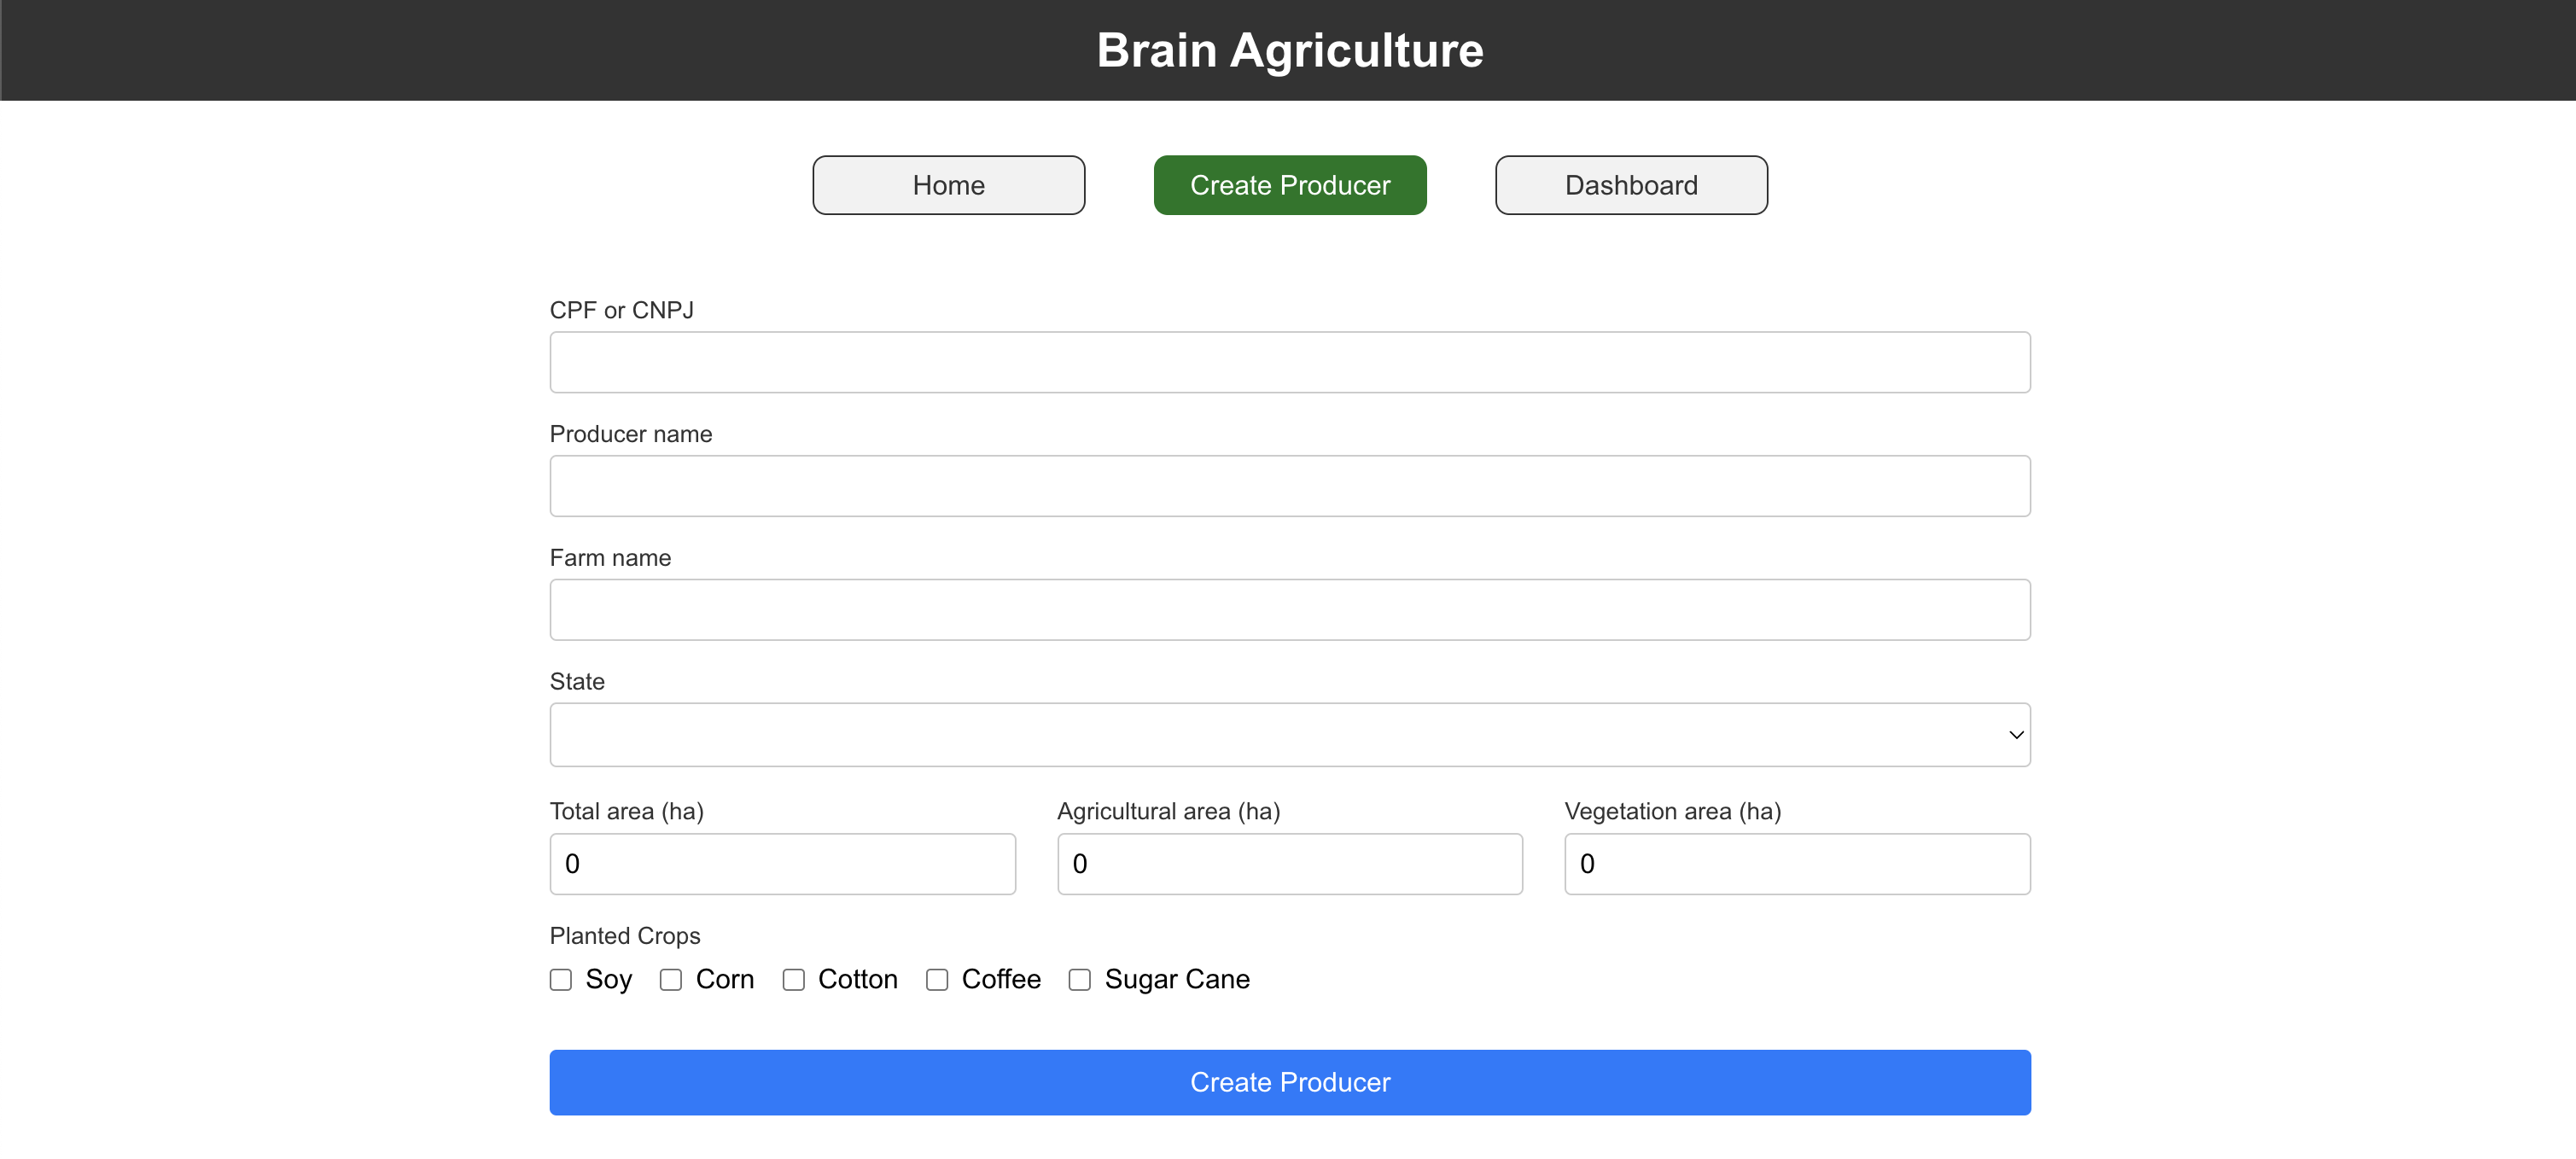 Brain Agriculture
Home Create Producer Dashboard
CPF or CNPJ
Producer name
Farm name
State
Total area (ha) Agricultural area (ha) Vegetation area (ha)
0 0 0
Planted Crops
Soy Corn Cotton Coffee Sugar Cane
Create Producer